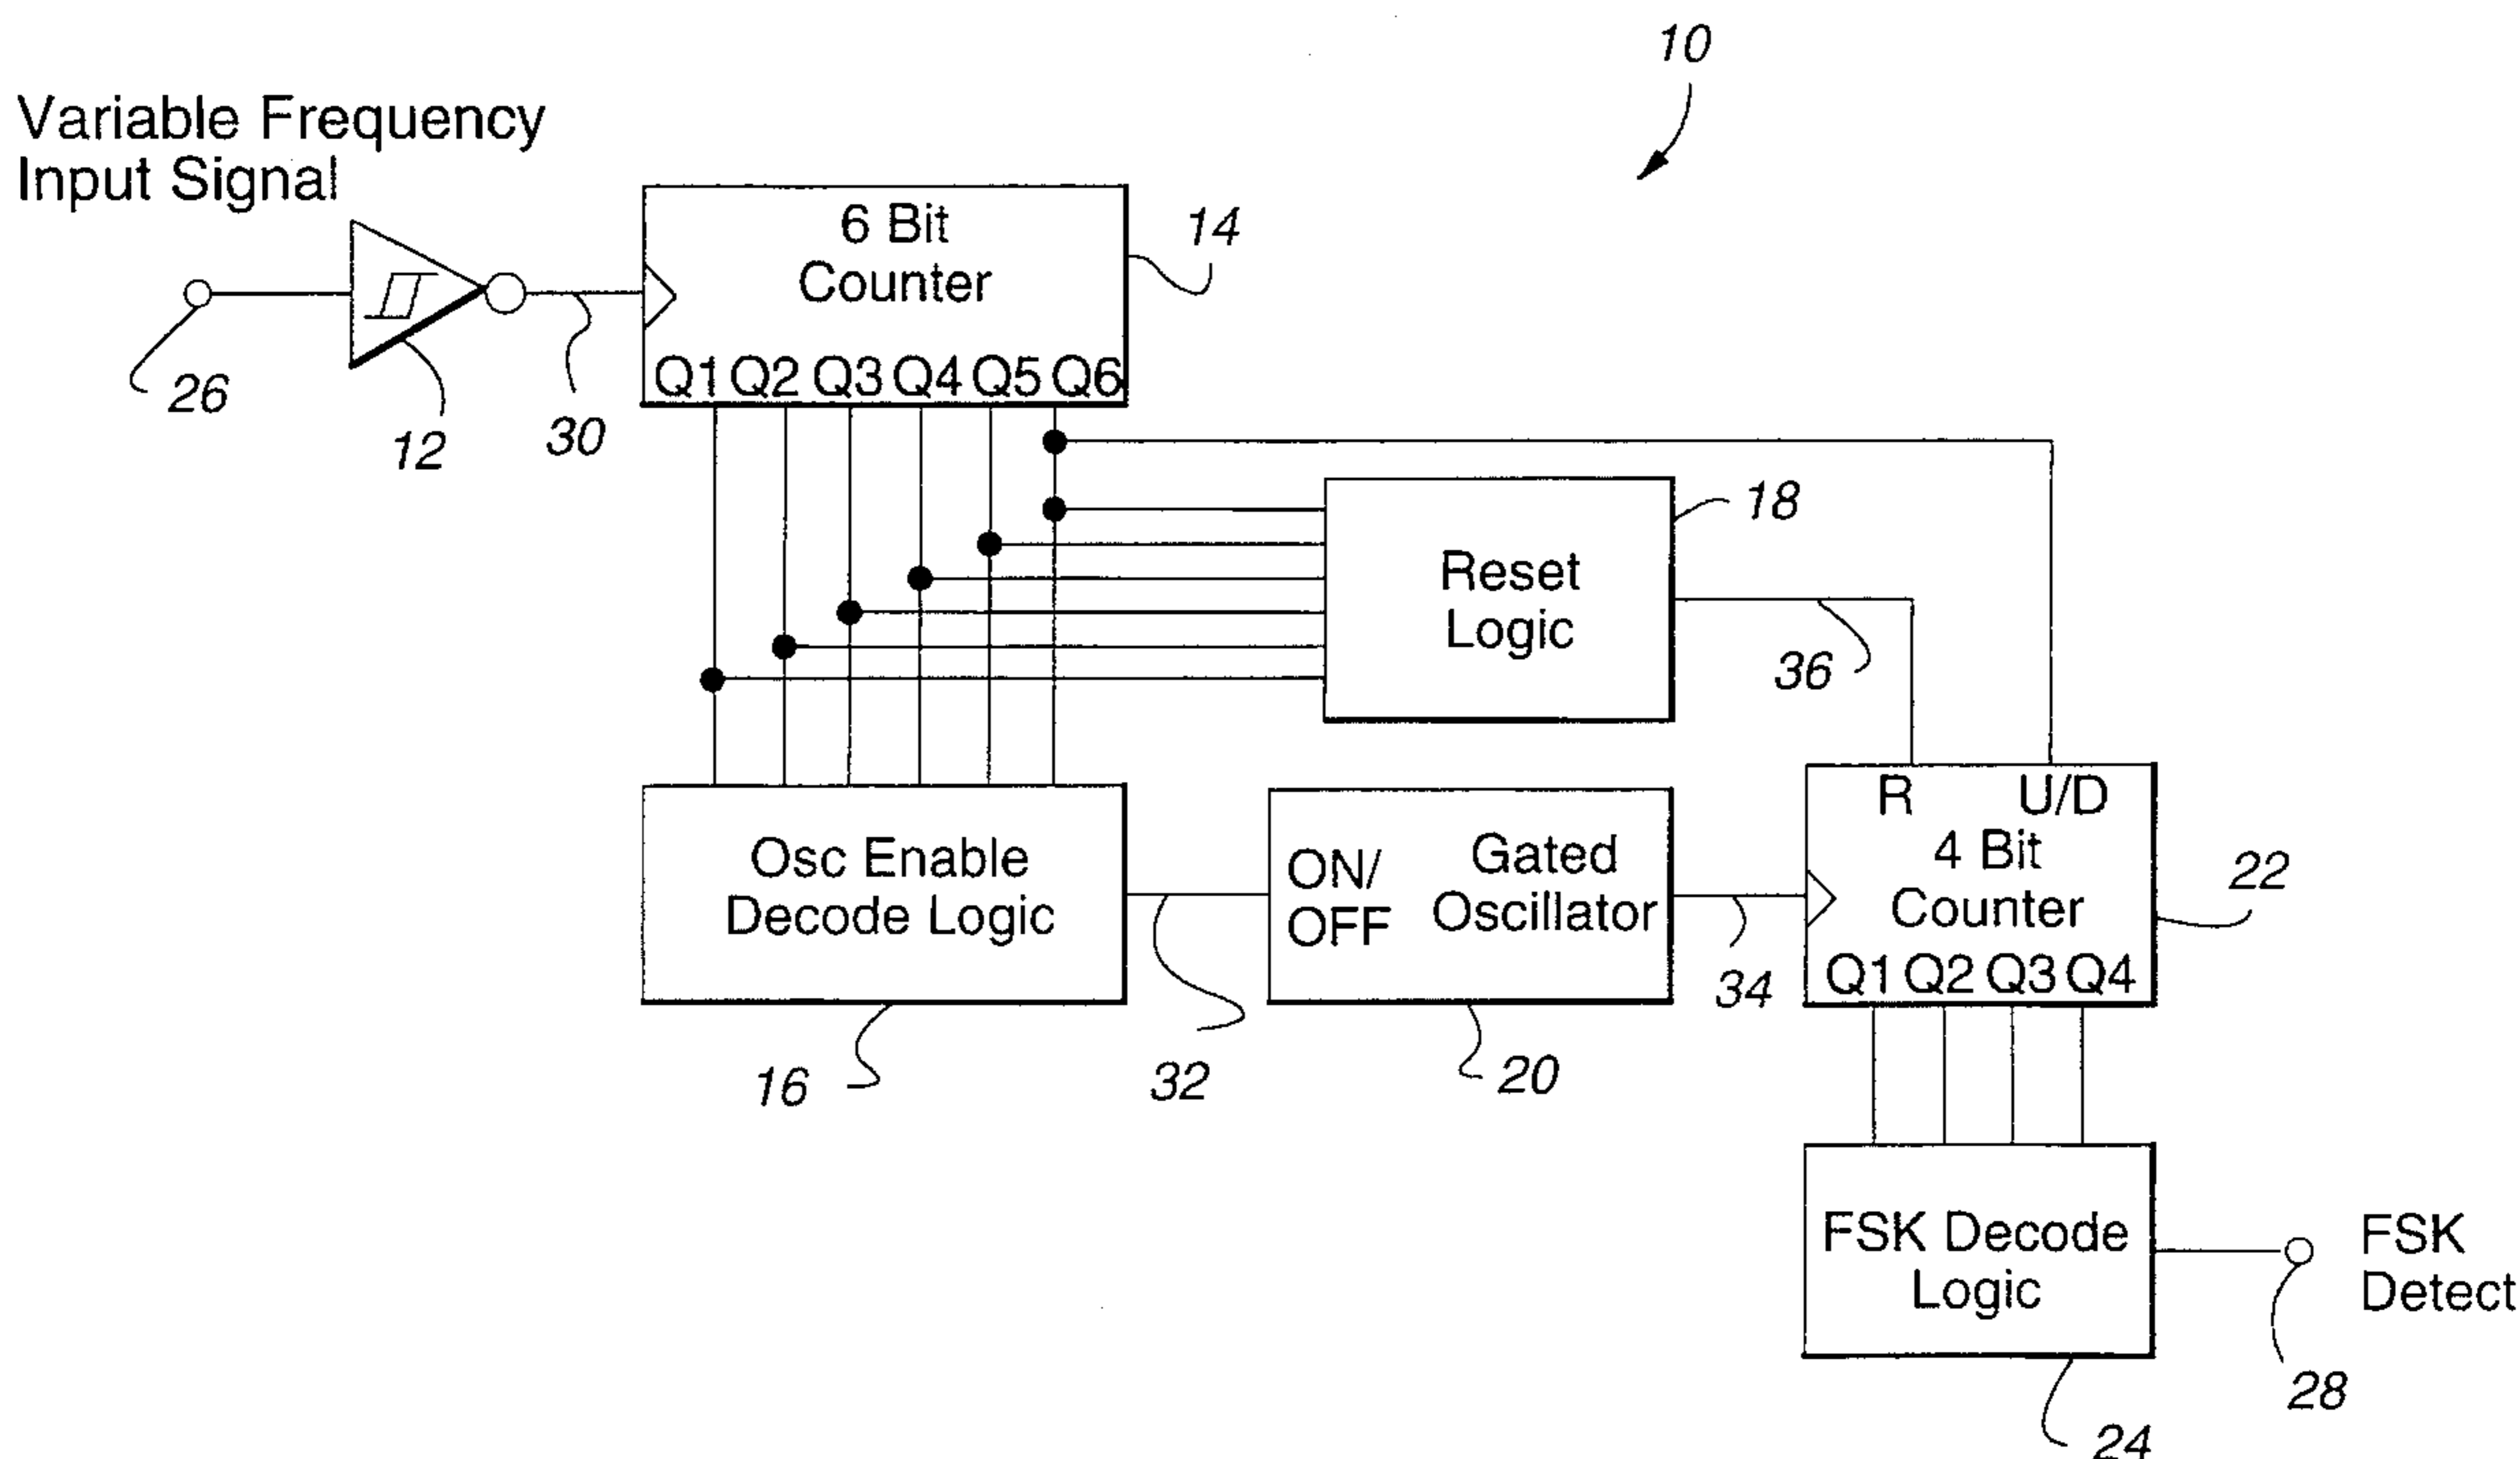 10
Variable Frequency
Input Signal
6 Bit
Counter
14
Q1 Q2 Q3 Q4 Q5 Q6
26
12
30
18
Reset
Logic
36
R U/D
4 Bit
Counter
22
Q1 Q2 Q3 Q4
Osc Enable
Decode Logic
ON/
OFF
Gated
Oscillator
34
16
32
20
FSK Decode
Logic
FSK
Detect
28
24